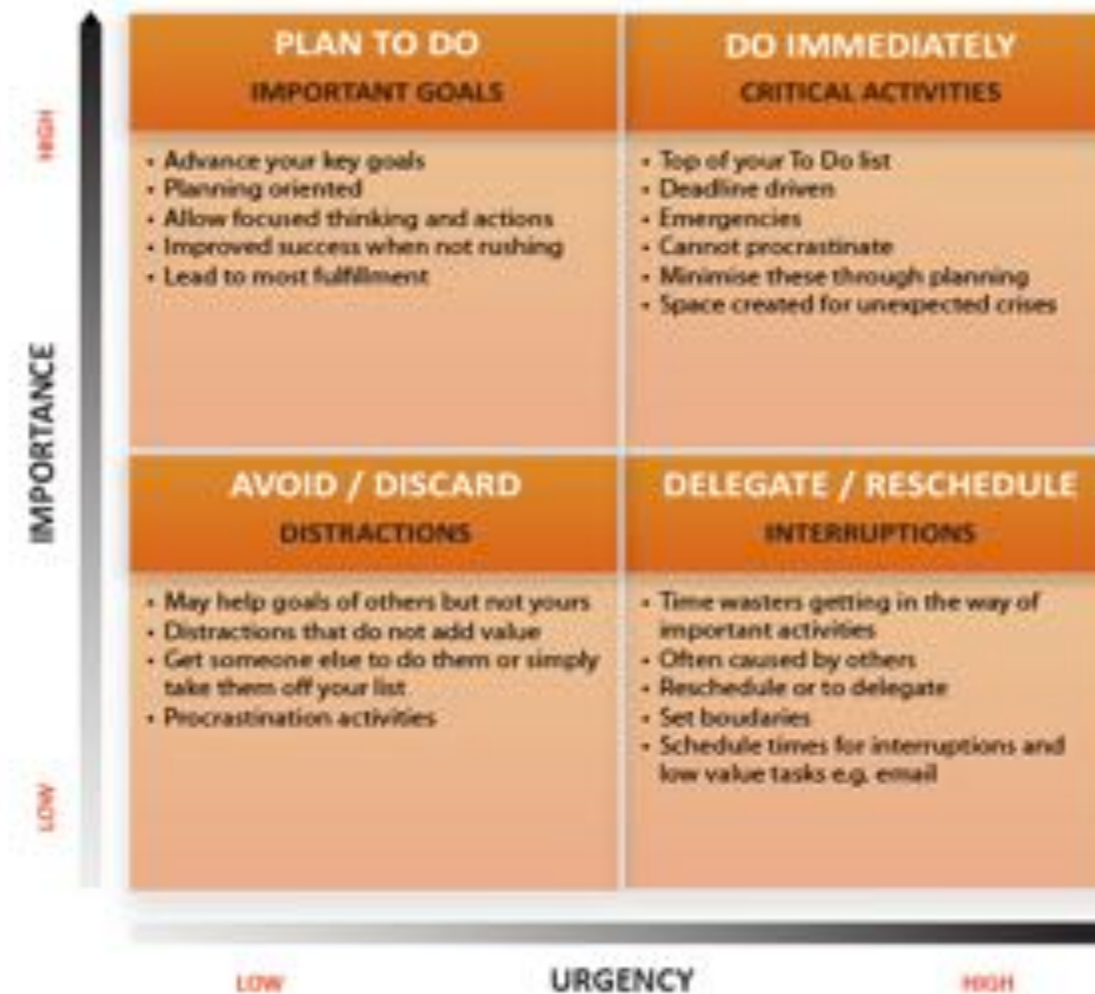 PLAN TO DO
IMPORTANT GOALS
• Advance your key goals
• Planning oriented
• Allow focused thinking and actions
• Improved success when not rushing
• Lead to most fulfillment
DO IMMEDIATELY
CRITICAL ACTIVITIES
• Top of your To Do list
• Deadline driven
• Emergencies
• Cannot procrastinate
• Minimise these through planning
• Space created for unexpected crises
AVOID / DISCARD
DISTRACTIONS
• May help goals of others but not yours
• Distractions that do not add value
• Get someone else to do them or simply
take them off your list
• Procrastination activities
DELEGATE / RESCHEDULE
INTERRUPTIONS
• Time wasters getting in the way of
important activities
• Often caused by others
• Reschedule or to delegate
• Set boudaries
• Schedule times for interruptions and
low value tasks e.g. email
HIGH
IMPORTANCE
LOW
LOW
URGENCY
HIGH